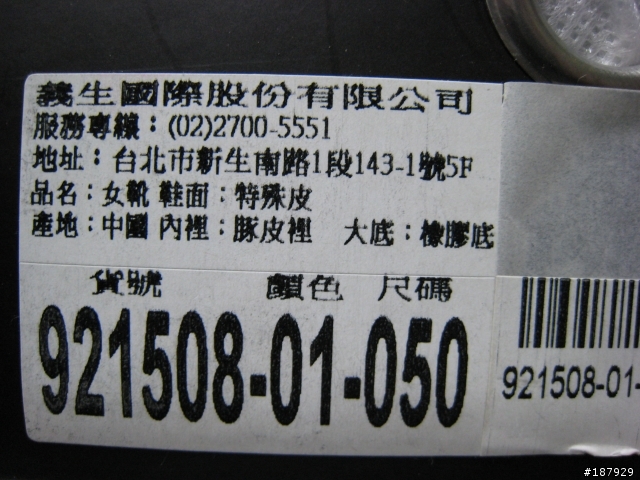 義生國際股份有限公司
服務專線：(02)2700-5551
地址：台北市新生南路1段143-1號5F
品名：女靴 鞋面：特殊皮
產地：中國 內裡：豚皮裡 大底：橡膠底
貨號 顏色 尺碼
921508-01-050
921508-01-
#187929